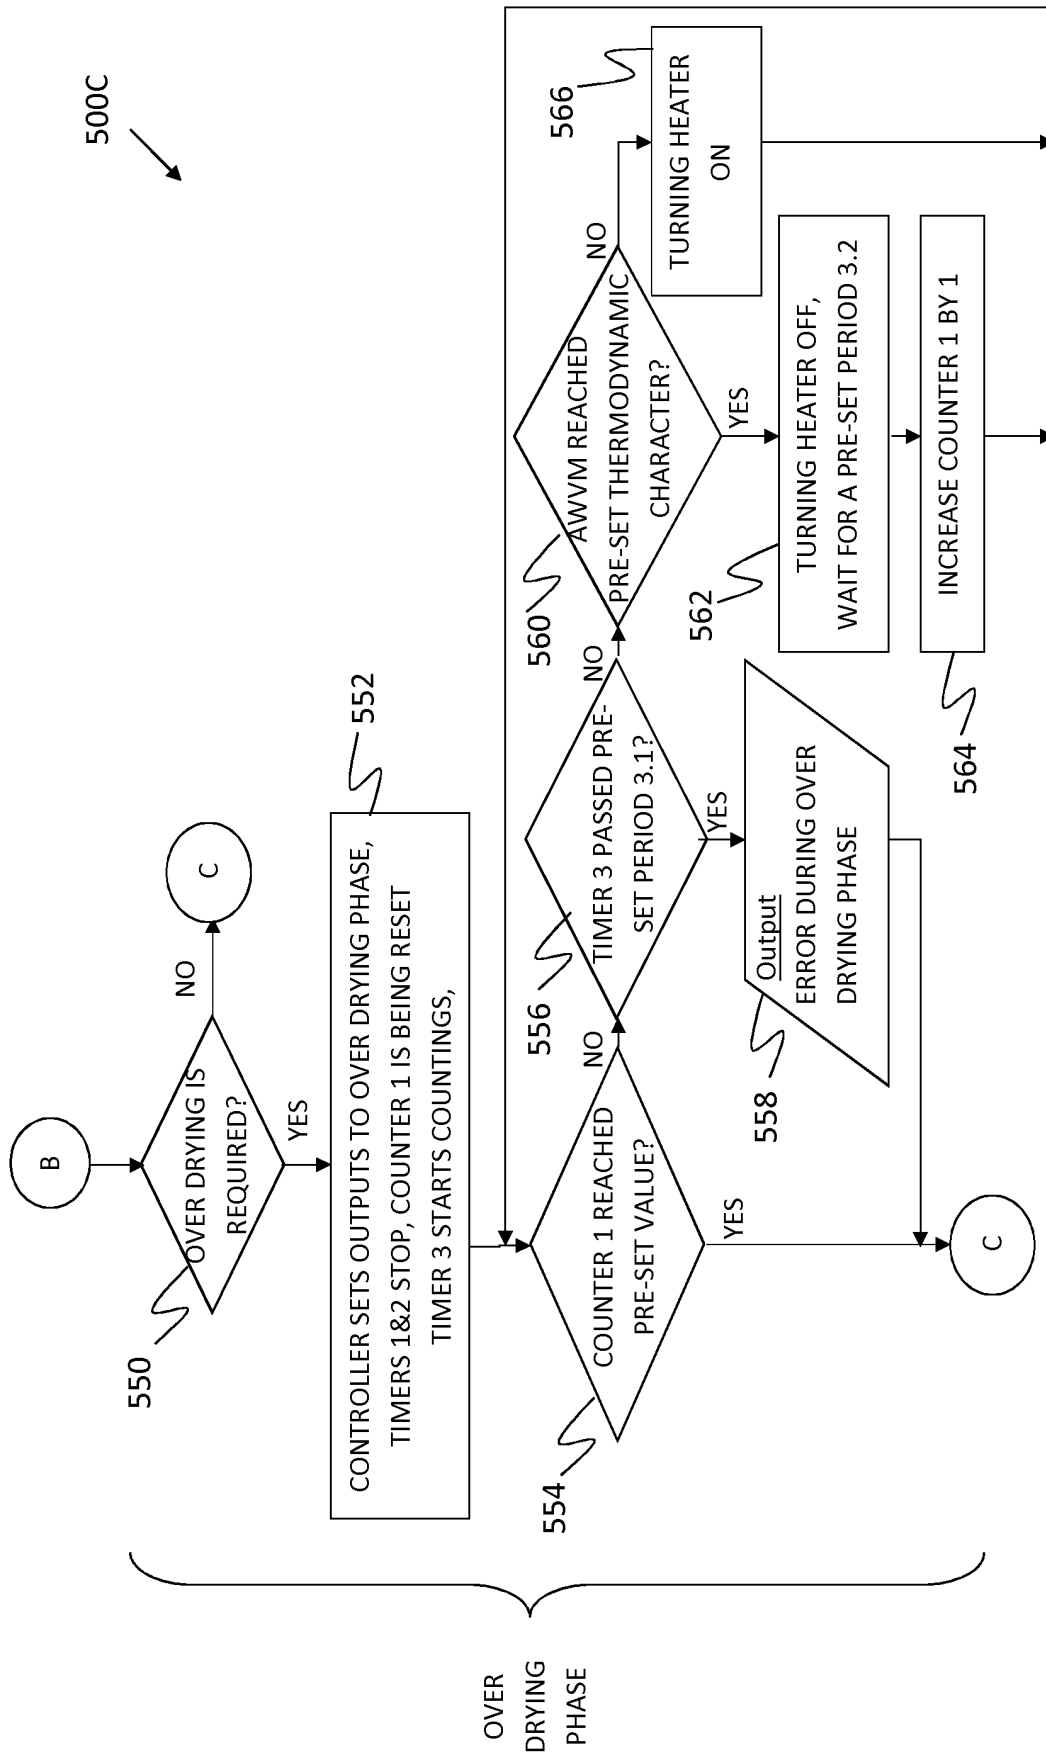 500C
B
OVER DRYING IS
REQUIRED?
550
NO
C
YES
CONTROLLER SETS OUTPUTS TO OVER DRYING PHASE,
TIMERS 1&2 STOP, COUNTER 1 IS BEING RESET
TIMER 3 STARTS COUNTINGS,
552
COUNTER 1 REACHED
PRE-SET VALUE?
554
NO
YES
TIMER 3 PASSED PRE-
SET PERIOD 3.1?
556
NO
YES
Output
ERROR DURING OVER
DRYING PHASE
558
C
AWVM REACHED
PRE-SET THERMODYNAMIC
CHARACTER?
560
NO
YES
TURNING HEATER
ON
566
TURNING HEATER OFF,
WAIT FOR A PRE-SET PERIOD 3.2
562
INCREASE COUNTER 1 BY 1
564
OVER
DRYING
PHASE